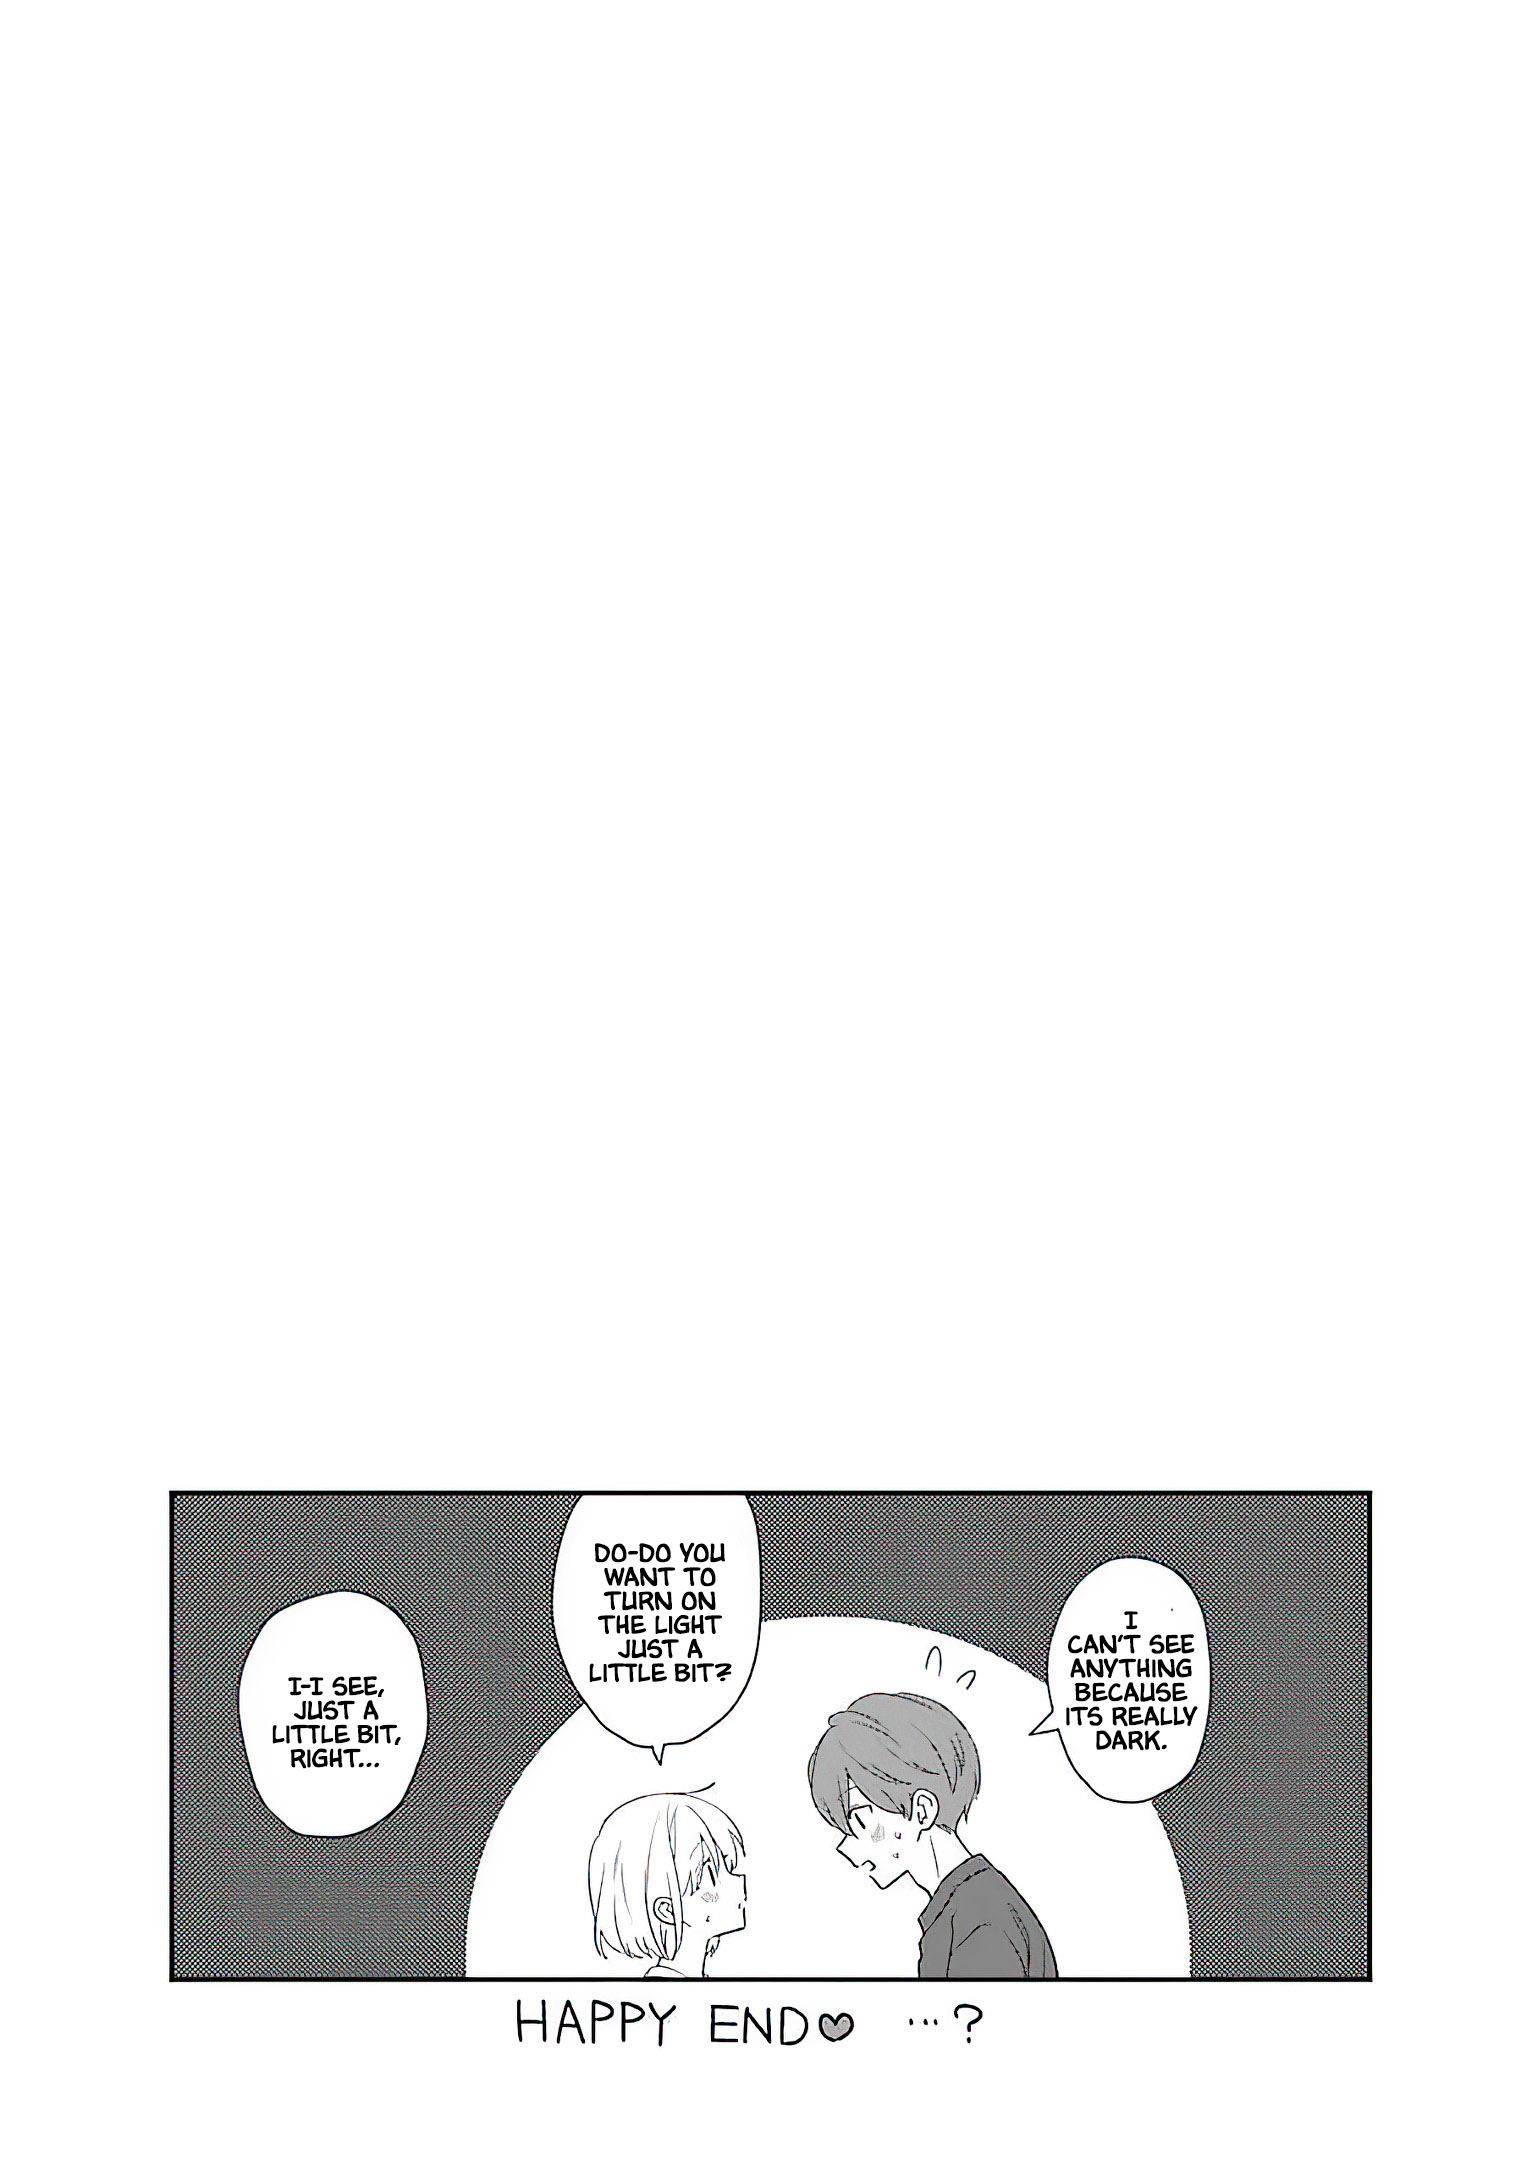 I
CAN'T SEE
ANYTHING
BECAUSE
ITS REALLY
DARK.
DO-DO YOU
WANT TO
TURN ON
THE LIGHT
JUST A
LITTLE BIT?
I-I SEE,
JUST A
LITTLE BIT,
RIGHT...
HAPPY END♥ ...?